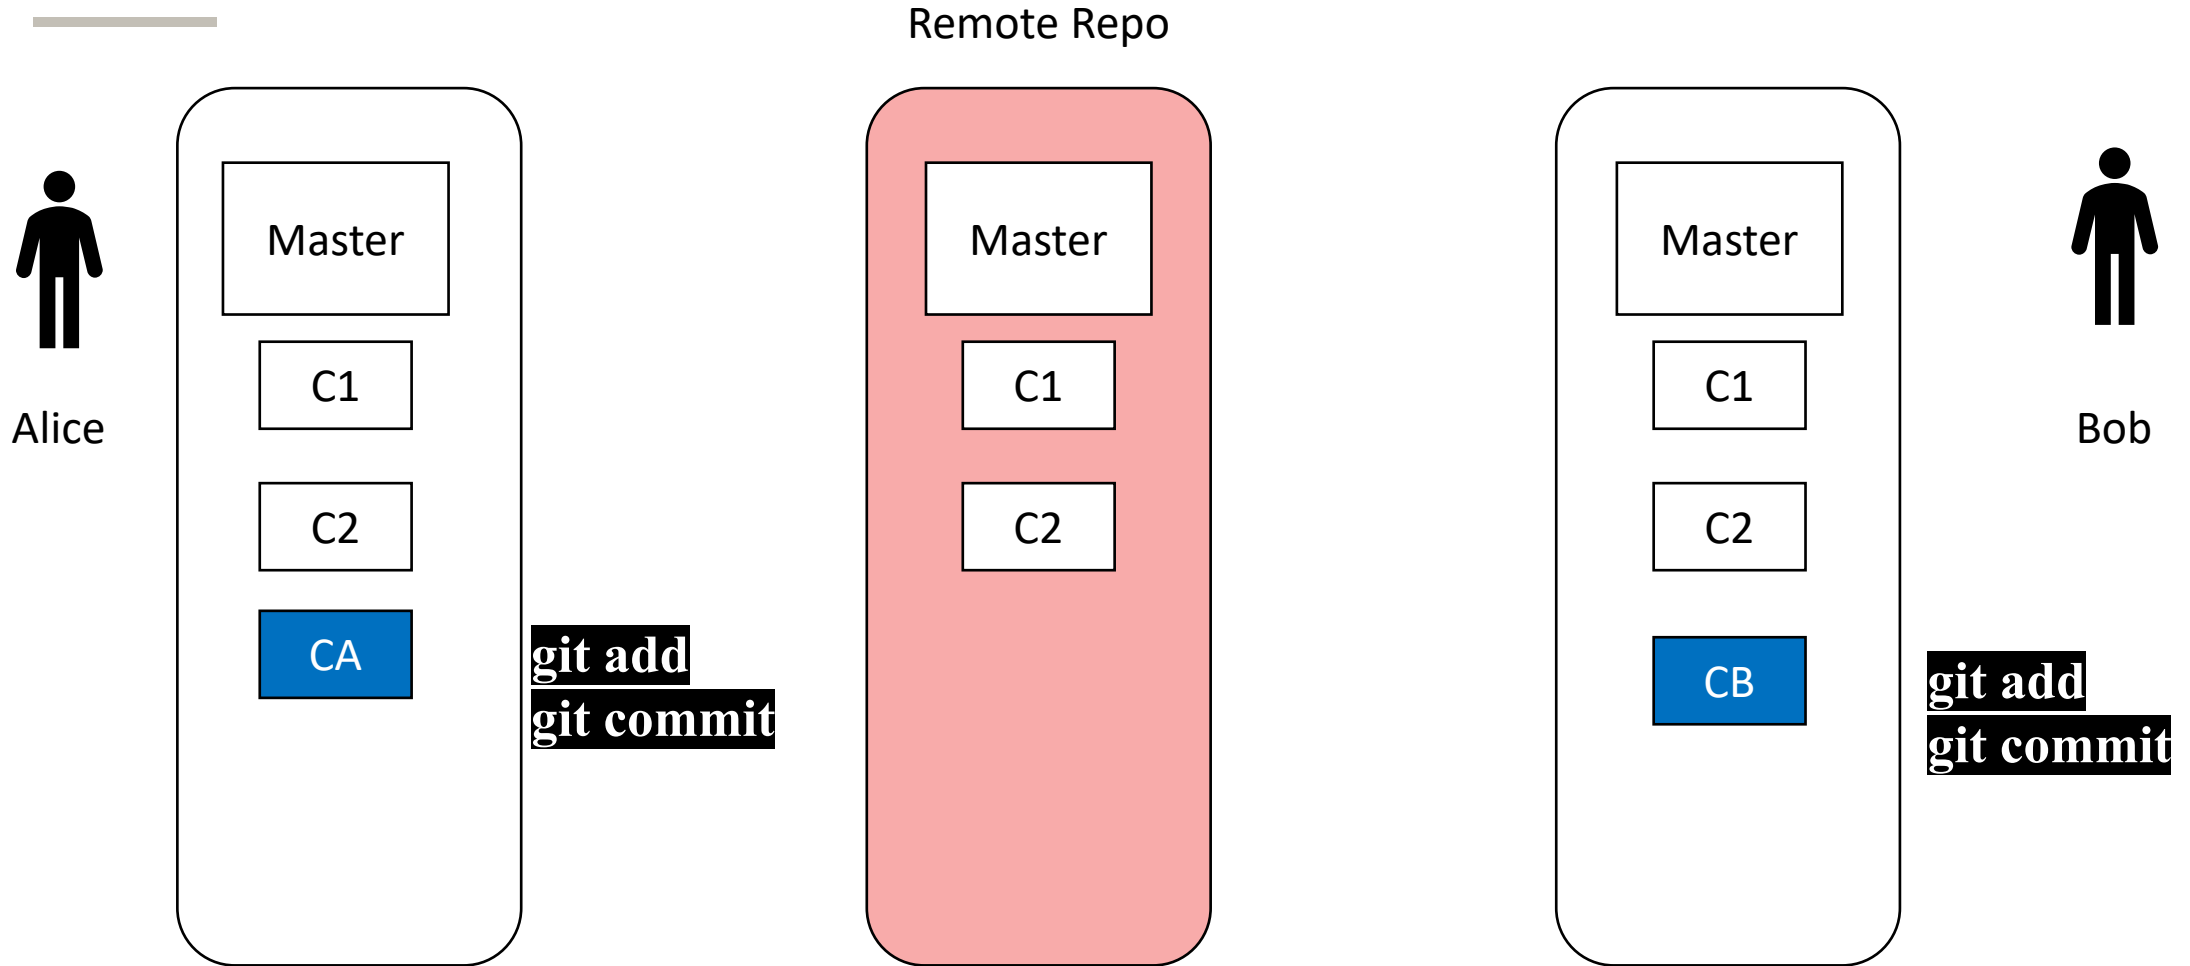 Remote Repo
Alice
Master
C1
C2
CA
git add
git commit
Master
C1
C2
Master
C1
C2
CB
git add
git commit
Bob